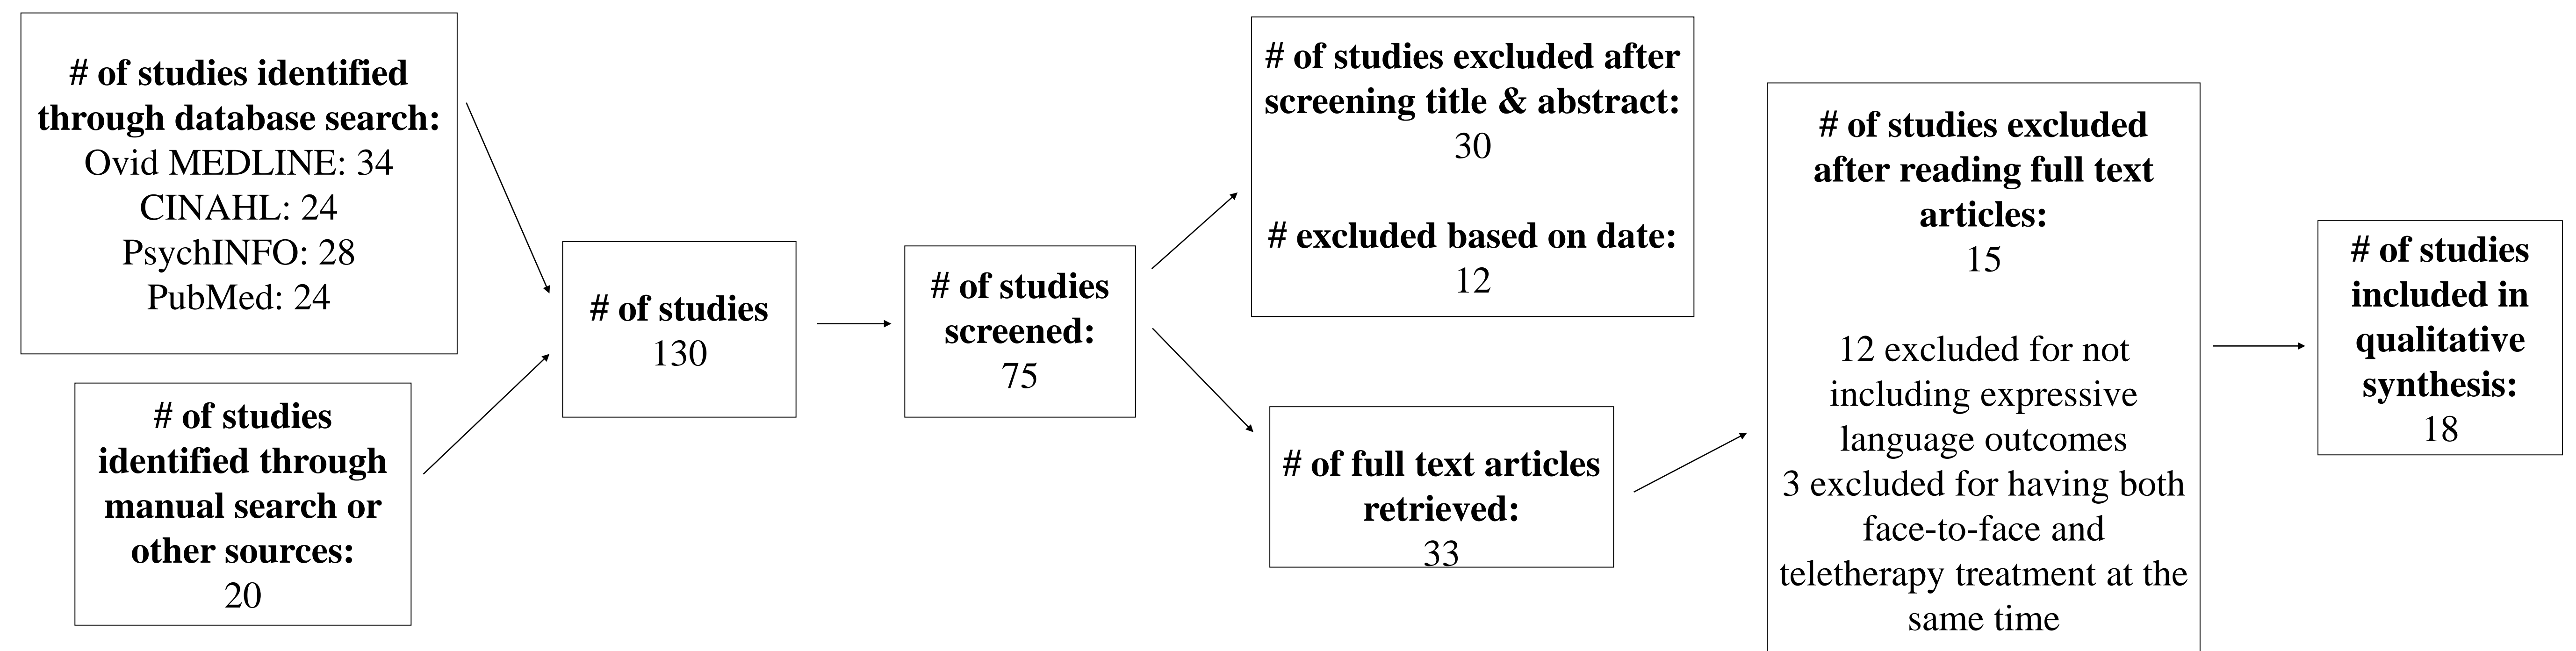 # of studies identified
through database search:
Ovid MEDLINE: 34
CINAHL: 24
PsychINFO: 28
PubMed: 24
# of studies
identified through
manual search or
other sources:
20
# of studies
130
# of studies
screened:
75
# of studies excluded after
screening title & abstract:
30
# excluded based on date:
12
# of full text articles
retrieved:
33
# of studies excluded
after reading full text
articles:
15
12 excluded for not
including expressive
language outcomes
3 excluded for having both
face-to-face and
teletherapy treatment at the
same time
# of studies
included in
qualitative
synthesis:
18